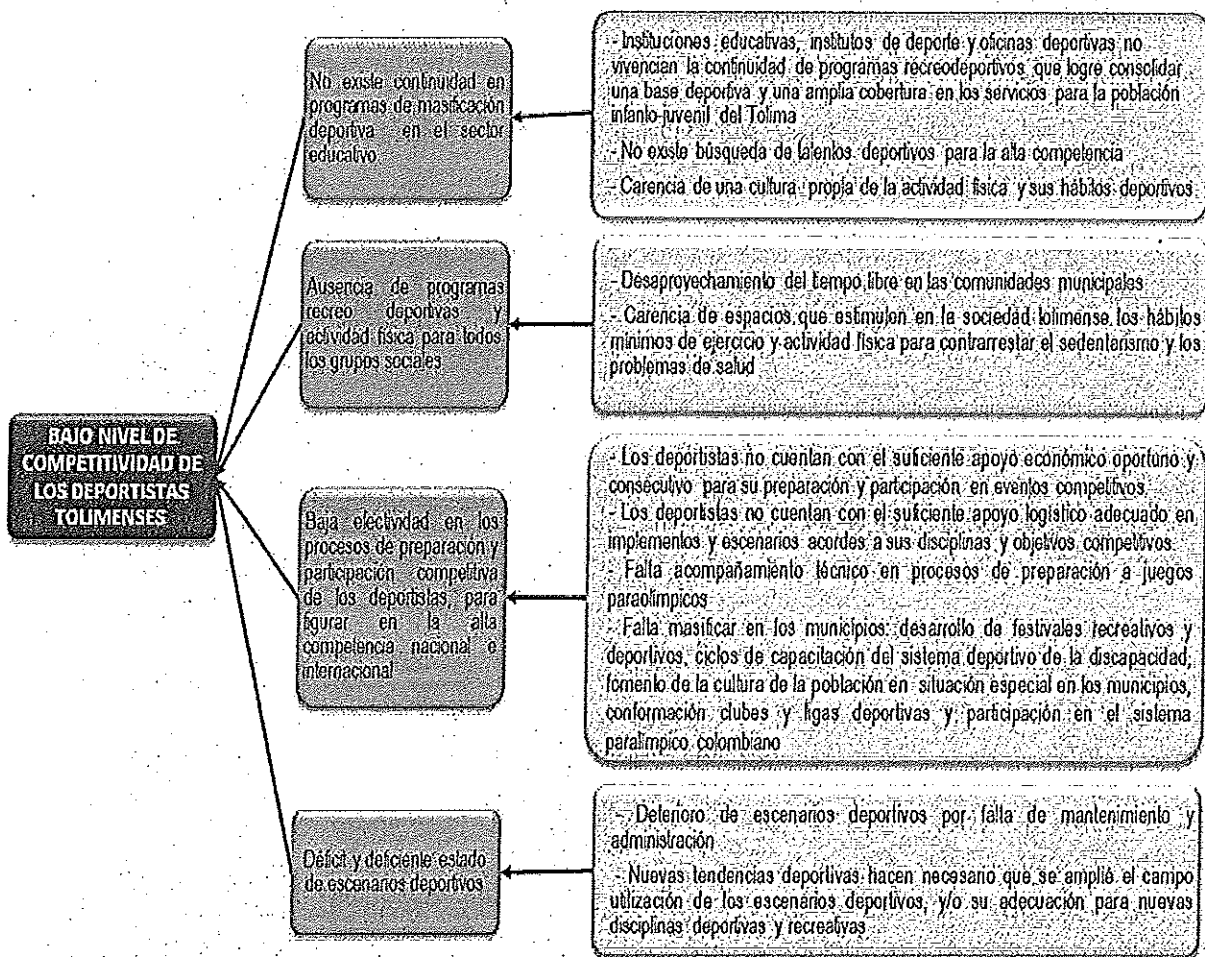 BAJO NIVEL DE
COMPETITIVIDAD DE
LOS DEPORTISTAS
TOLIMENSES
No existe continuidad en
programas de masificación
deportiva en el sector
educativo
- Instituciones educativas, institutos de deporte y oficinas deportivas no
vivencian la continuidad de programas recreodeportivos que logre consolidar
una base deportiva y una amplia cobertura en los servicios para la población
infanto-juvenil del Tolima
- No existe búsqueda de talentos deportivos para la alta competencia
- Carencia de una cultura propia de la actividad física y sus hábitos deportivos
Ausencia de programas
recreo deportivas y
actividad física para todos
los grupos sociales
- Desaprovechamiento del tiempo libre en las comunidades municipales
- Carencia de espacios que estimulen en la sociedad tolimense los hábitos
mínimos de ejercicio y actividad física para contrarrestar el sedentarismo y los
problemas de salud
Baja efectividad en los
procesos de preparación y
participación competitiva
de los deportistas, para
figurar en la alta
competencia nacional e
internacional
- Los deportistas no cuentan con el suficiente apoyo económico oportuno y
consecutivo para su preparación y participación en eventos competitivos.
- Los deportistas no cuentan con el suficiente apoyo logístico adecuado en
implementos y escenarios acordes a sus disciplinas y objetivos competitivos.
- Falta acompañamiento técnico en procesos de preparación a juegos
paraolímpicos
- Falta masificar en los municipios: desarrollo de festivales recreativos y
deportivos, ciclos de capacitación del sistema deportivo de la discapacidad,
fomento de la cultura de la población en situación especial en los municipios,
conformación clubes y ligas deportivas y participación en el sistema
paralímpico colombiano
Déficit y deficiente estado
de escenarios deportivos
- Deterioro de escenarios deportivos por falta de mantenimiento y
administración
- Nuevas tendencias deportivas hacen necesario que se amplié el campo
utilización de los escenarios deportivos, y/o su adecuación para nuevas
disciplinas deportivas y recreativas